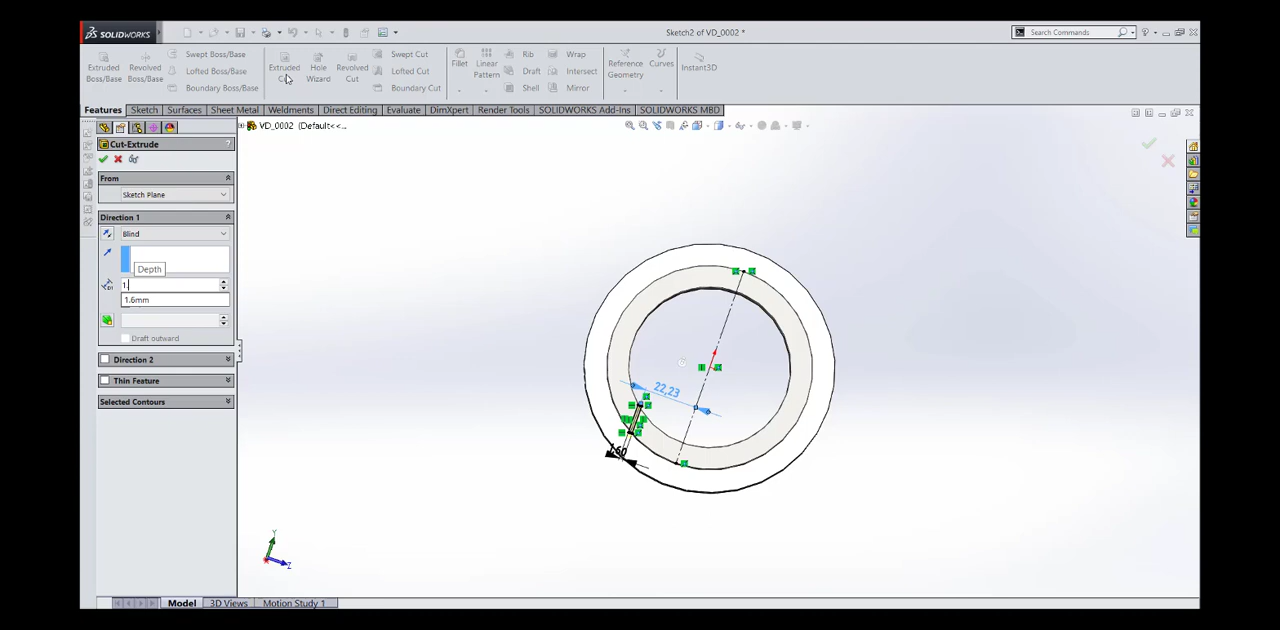 SOLIDWORKS
Sketch2 of VD_0002 *
Search Commands
Extruded Boss/Base
Revolved Boss/Base
Swept Boss/Base
Lofted Boss/Base
Boundary Boss/Base
Extruded Cut
Hole Wizard
Revolved Cut
Swept Cut
Lofted Cut
Boundary Cut
Fillet
Linear Pattern
Rib
Draft
Shell
Wrap
Intersect
Mirror
Reference Geometry
Curves
Instant3D
Features Sketch Surfaces Sheet Metal Weldments Direct Editing Evaluate DimXpert Render Tools SOLIDWORKS Add-Ins SOLIDWORKS MBD
VD_0002 (Default<<...
Cut-Extrude ?
From
Sketch Plane
Direction 1
Blind
Depth
1.
1.6mm
Draft outward
Direction 2
Thin Feature
Selected Contours
22,23
1,60
Y
Z
Model 3D Views Motion Study 1